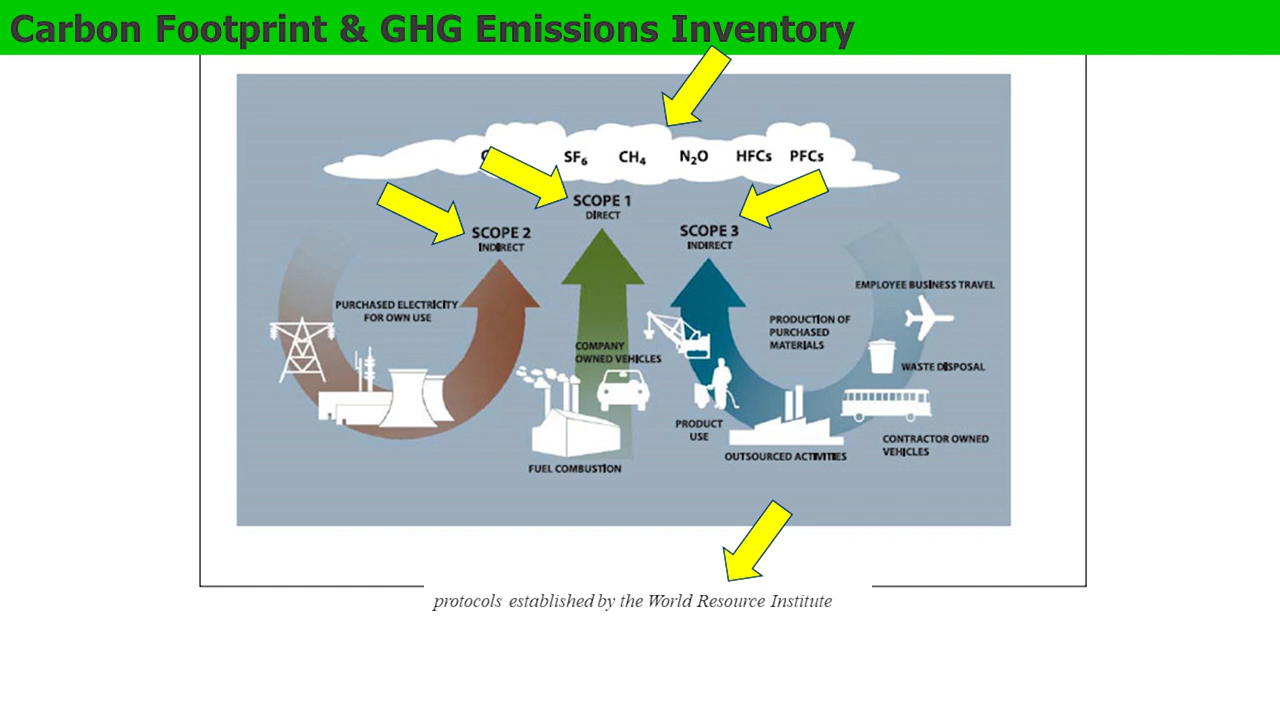 Carbon Footprint & GHG Emissions Inventory
SF₆ CH₄ N₂O HFCs PFCs
SCOPE 1
DIRECT
SCOPE 2
INDIRECT
SCOPE 3
INDIRECT
EMPLOYEE BUSINESS TRAVEL
PURCHASED ELECTRICITY
FOR OWN USE
PRODUCTION OF
PURCHASED
MATERIALS
COMPANY
OWNED VEHICLES
WASTE DISPOSAL
PRODUCT
USE
CONTRACTOR OWNED
VEHICLES
OUTSOURCED ACTIVITIES
FUEL COMBUSTION
protocols established by the World Resource Institute